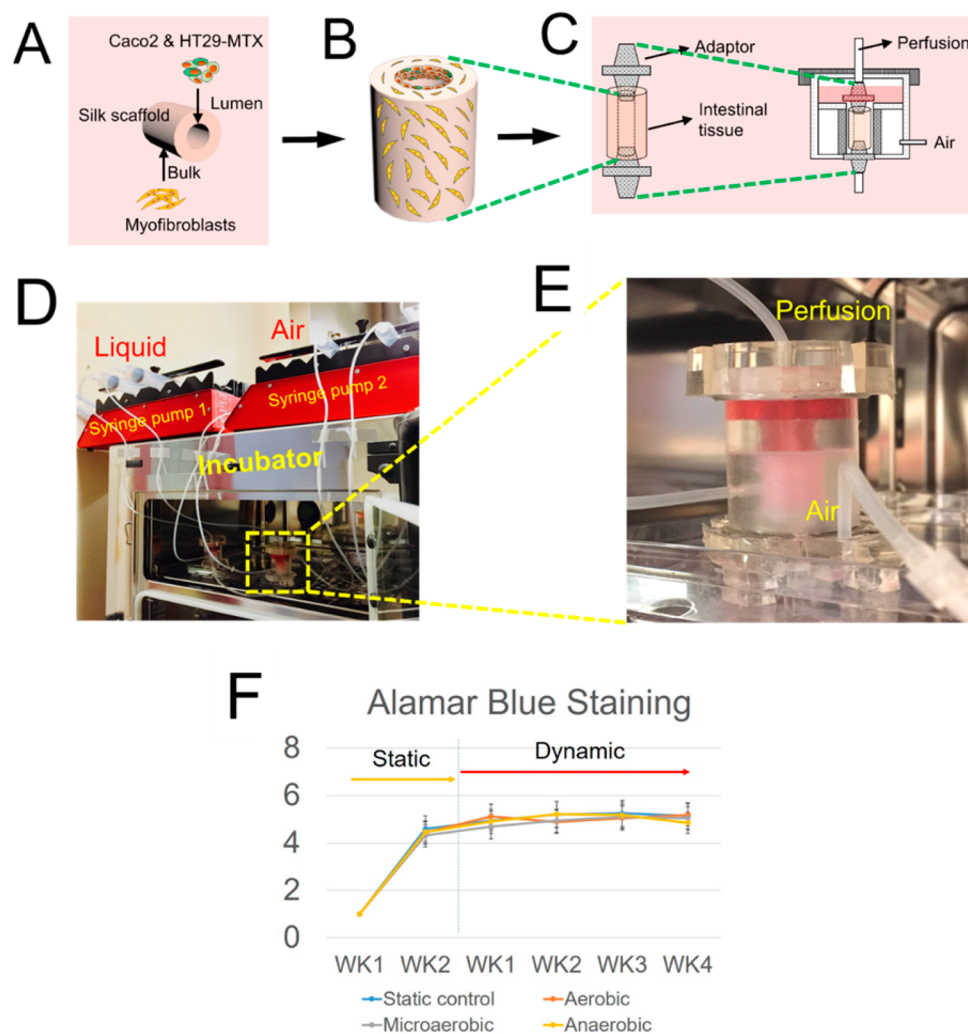 A
Caco2 & HT29-MTX
Silk scaffold
Lumen
Bulk
Myofibroblasts
B
C
Adaptor
Intestinal
tissue
Perfusion
Air
D
Liquid
Air
Syringe pump 1
Syringe pump 2
Incubator
E
Perfusion
Air
F
Alamar Blue Staining
Static
Dynamic
8
6
4
2
0
WK1 WK2 WK1 WK2 WK3 WK4
Static control Aerobic
Microaerobic Anaerobic